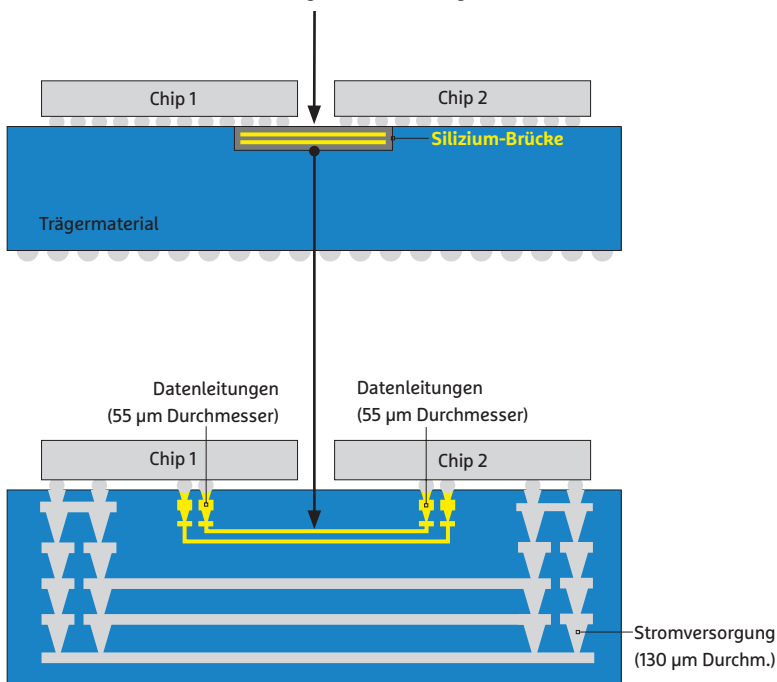 Chip 1
Chip 2
Silizium-Brücke
Trägermaterial
Datenleitungen
(55 µm Durchmesser)
Datenleitungen
(55 µm Durchmesser)
Chip 1
Chip 2
Stromversorgung
(130 µm Durchm.)